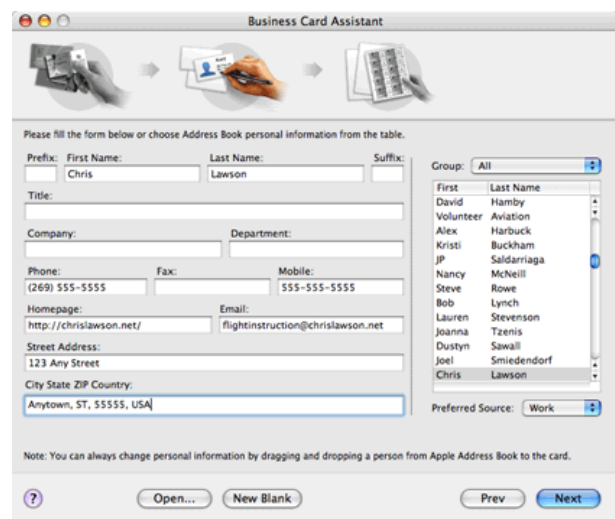 Business Card Assistant
Please fill the form below or choose Address Book personal information from the table.
Prefix: First Name: Last Name: Suffix:
Chris Lawson
Title:
Company: Department:
Phone: Fax: Mobile:
(269) 555-5555 555-555-5555
Homepage: Email:
http://chrislawson.net/ flightinstruction@chrislawson.net
Street Address:
123 Any Street
City State ZIP Country:
Anytown, ST, 55555, USA
Group: All
First Last Name
David Hamby
Volunteer Aviation
Alex Harbuck
Kristi Buckham
JP Saldarriaga
Nancy McNeill
Steve Rowe
Bob Lynch
Lauren Stevenson
Joanna Tzenis
Dustyn Sawall
Joel Smiedendorf
Chris Lawson
Preferred Source: Work
Note: You can always change personal information by dragging and dropping a person from Apple Address Book to the card.
? Open... New Blank Prev Next